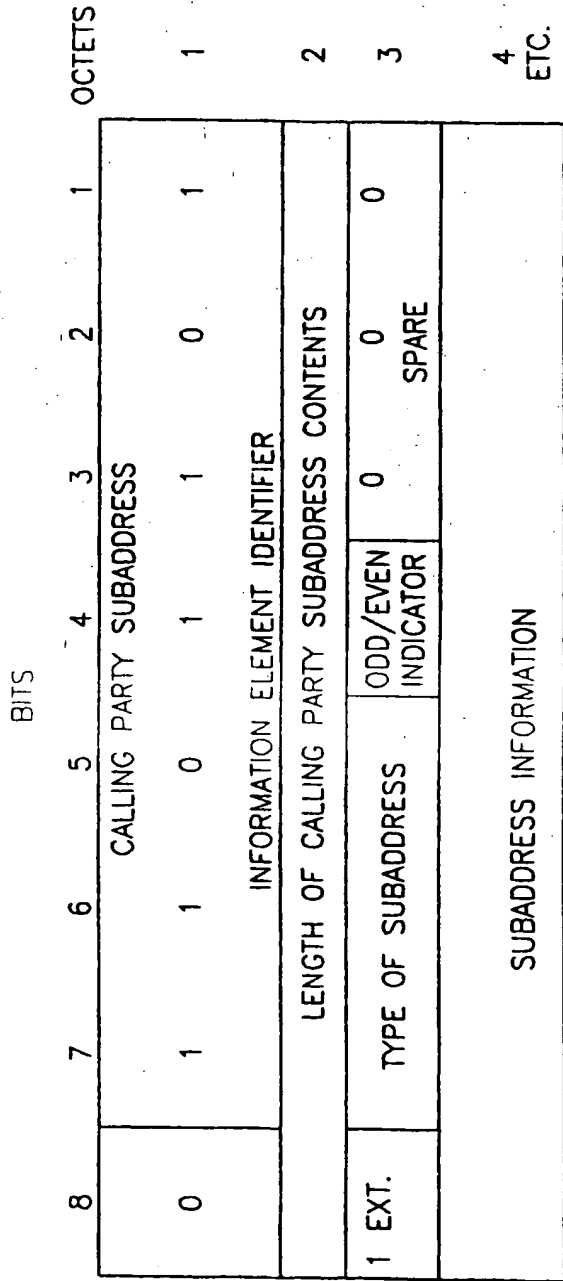 BITS
8 7 6 5 4 3 2 1 OCTETS
CALLING PARTY SUBADDRESS
0 1 1 0 1 1 0 1 1
INFORMATION ELEMENT IDENTIFIER
LENGTH OF CALLING PARTY SUBADDRESS CONTENTS 2
1 EXT. TYPE OF SUBADDRESS ODD/EVEN INDICATOR 0 0 0 3
SPARE
SUBADDRESS INFORMATION 4
ETC.